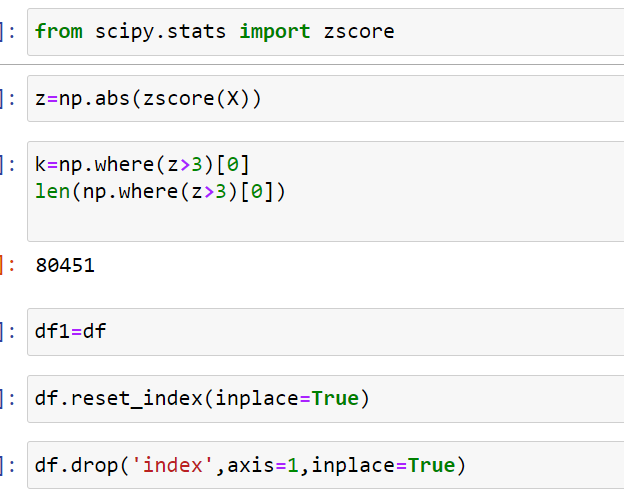 ]: from scipy.stats import zscore
]: z=np.abs(zscore(X))
]: k=np.where(z>3)[0]
len(np.where(z>3)[0])
]: 80451
]: df1=df
]: df.reset_index(inplace=True)
]: df.drop('index',axis=1,inplace=True)